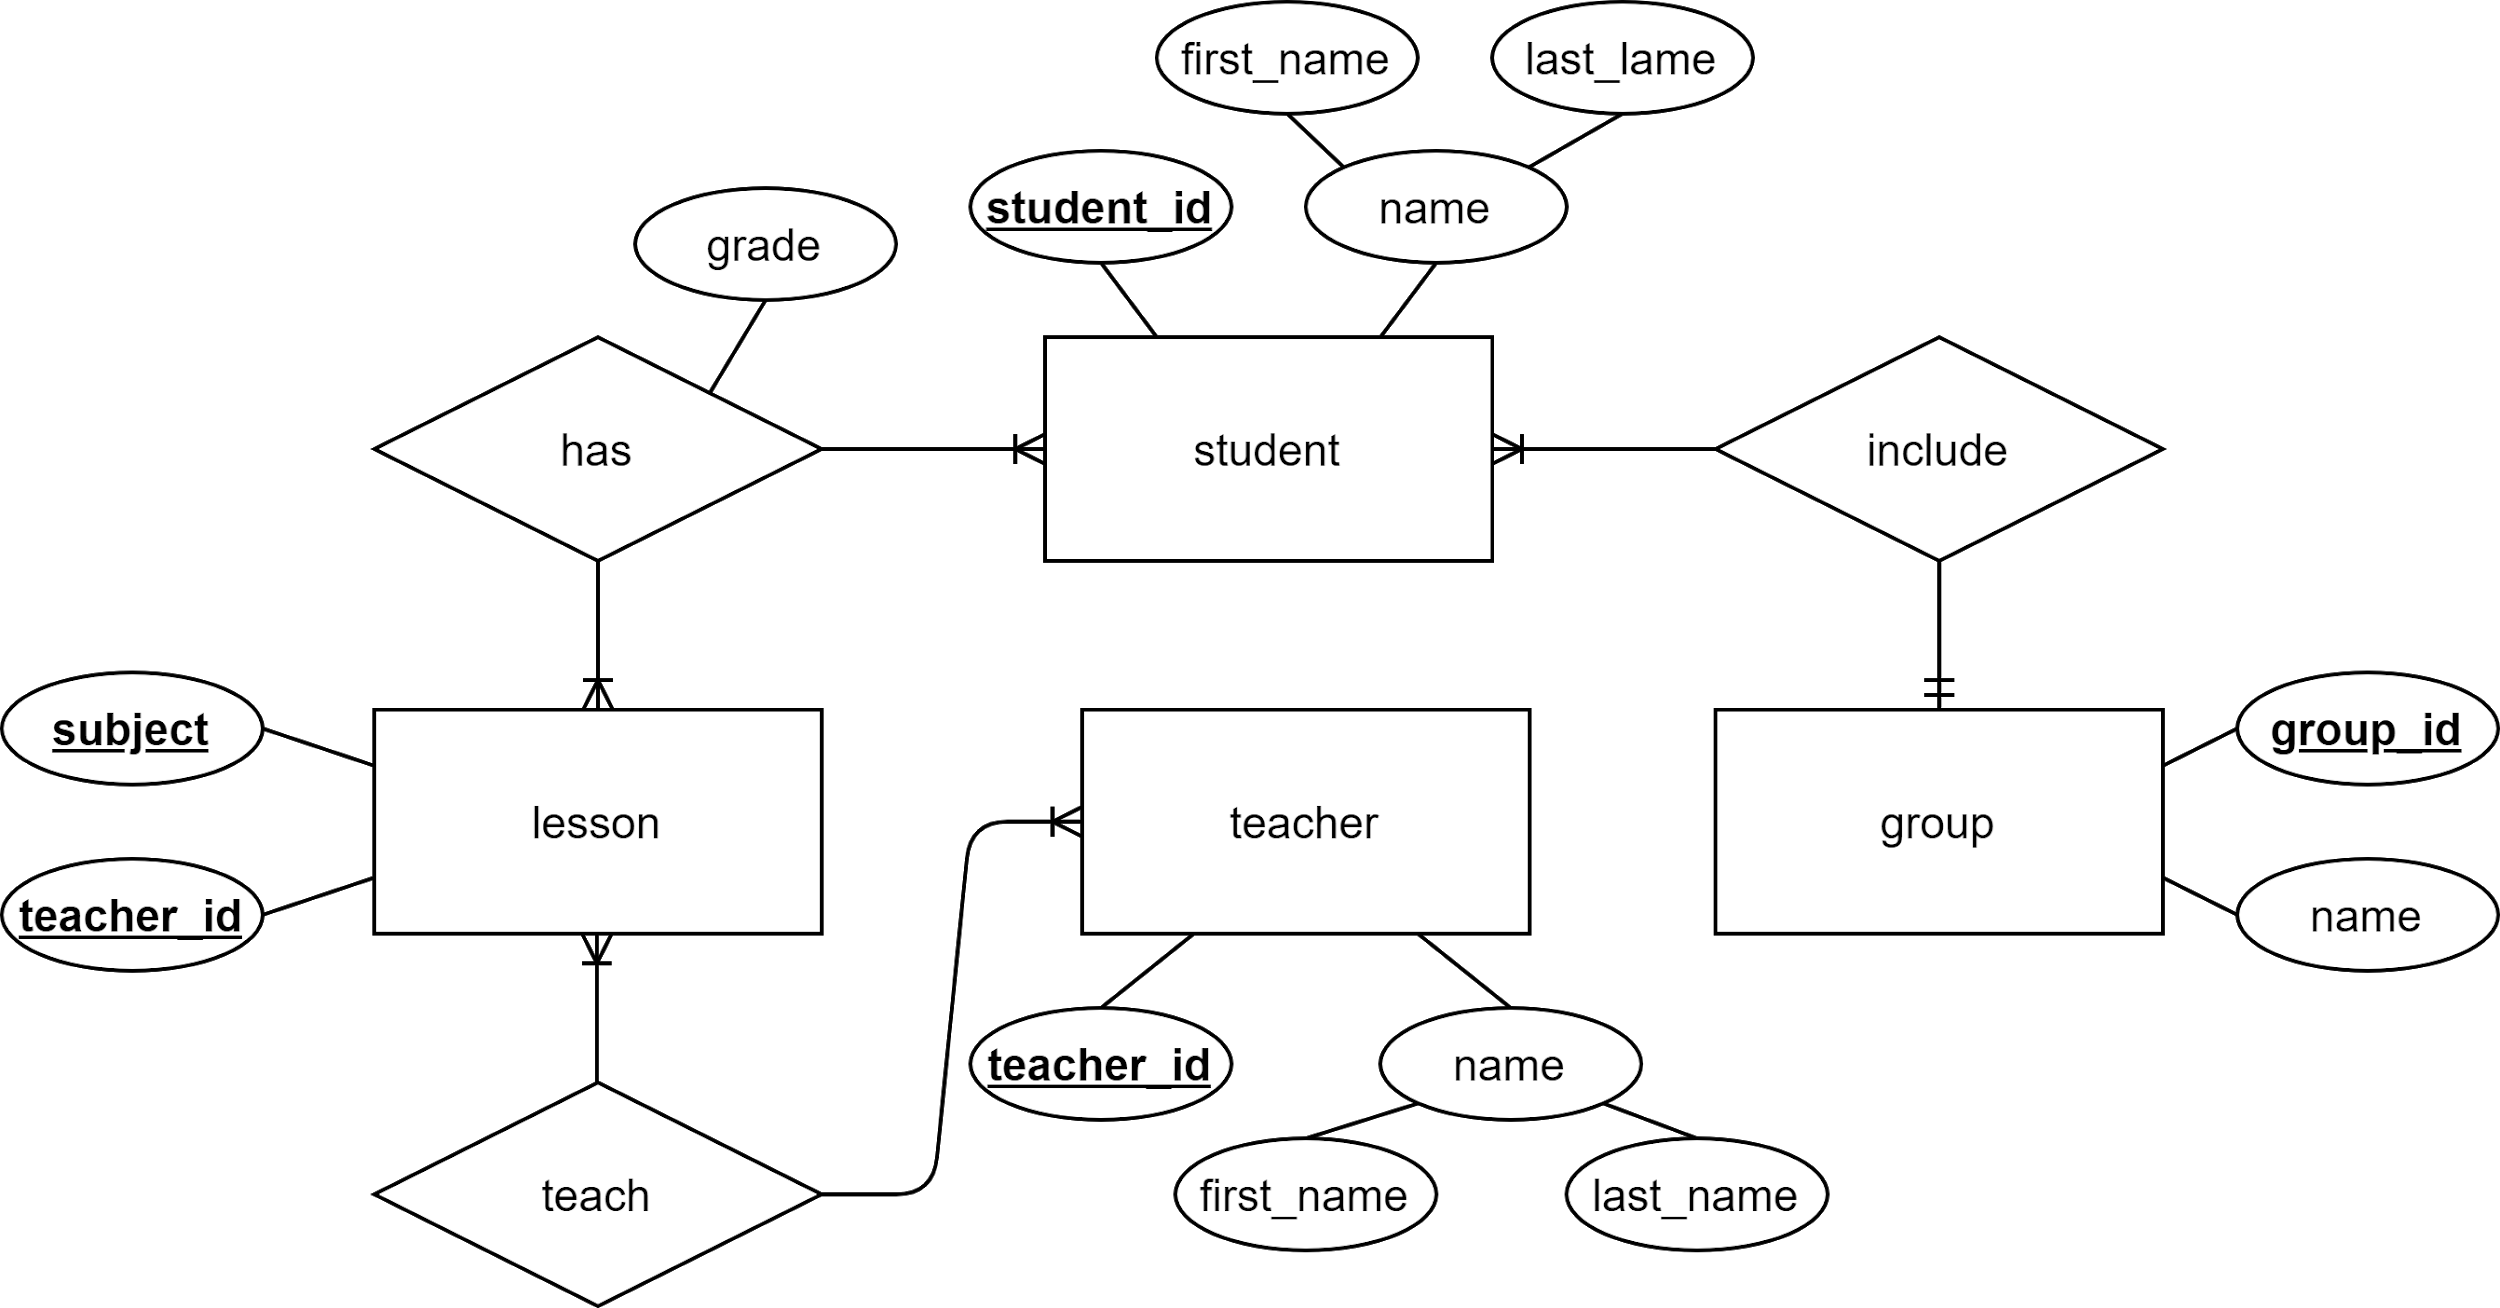 first_name
last_lame
student_id
name
grade
has
student
include
subject
group_id
lesson
teacher
group
teacher_id
name
teacher_id
name
teach
first_name
last_name